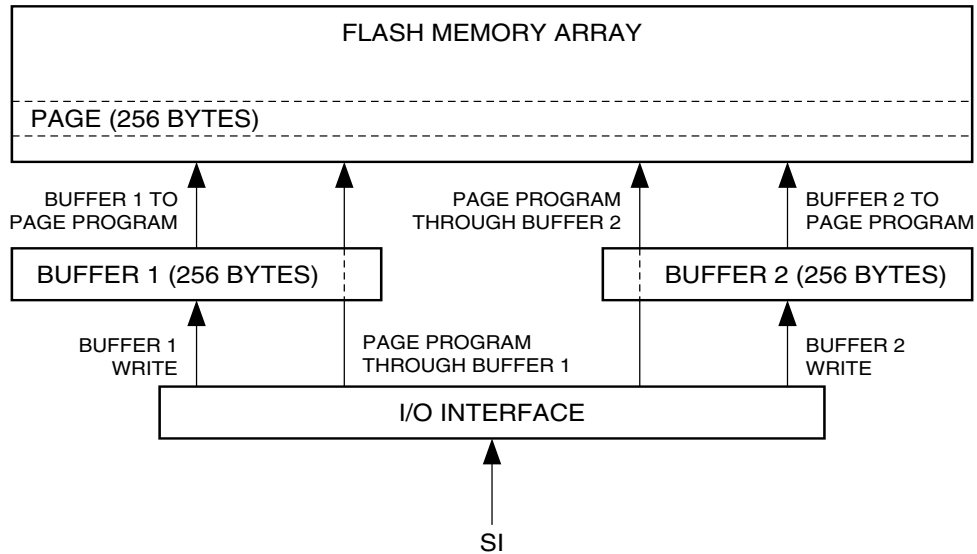 FLASH MEMORY ARRAY
PAGE (256 BYTES)
BUFFER 1 TO
PAGE PROGRAM
PAGE PROGRAM
THROUGH BUFFER 2
BUFFER 2 TO
PAGE PROGRAM
BUFFER 1 (256 BYTES)
BUFFER 2 (256 BYTES)
BUFFER 1
WRITE
PAGE PROGRAM
THROUGH BUFFER 1
BUFFER 2
WRITE
I/O INTERFACE
SI